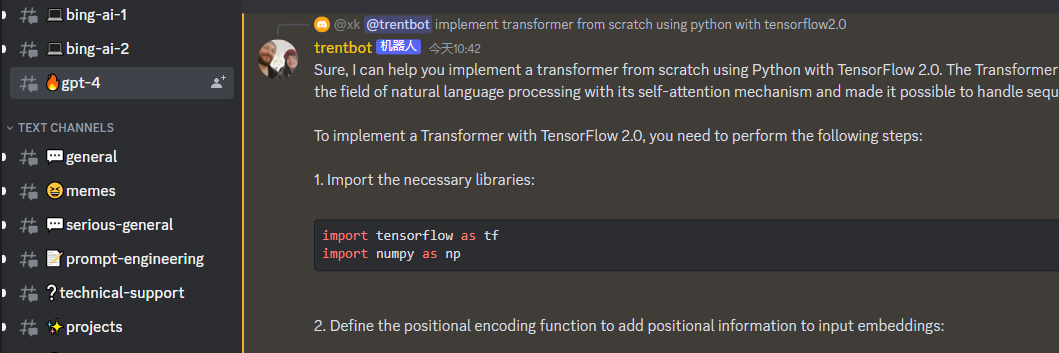 bing-ai-1
bing-ai-2
gpt-4
TEXT CHANNELS
general
memes
serious-general
prompt-engineering
technical-support
projects
@xk @trentbot implement transformer from scratch using python with tensorflow2.0
trentbot 机器人 今天10:42
Sure, I can help you implement a transformer from scratch using Python with TensorFlow 2.0. The Transformer
the field of natural language processing with its self-attention mechanism and made it possible to handle sequ
To implement a Transformer with TensorFlow 2.0, you need to perform the following steps:
1. Import the necessary libraries:
import tensorflow as tf
import numpy as np
2. Define the positional encoding function to add positional information to input embeddings: